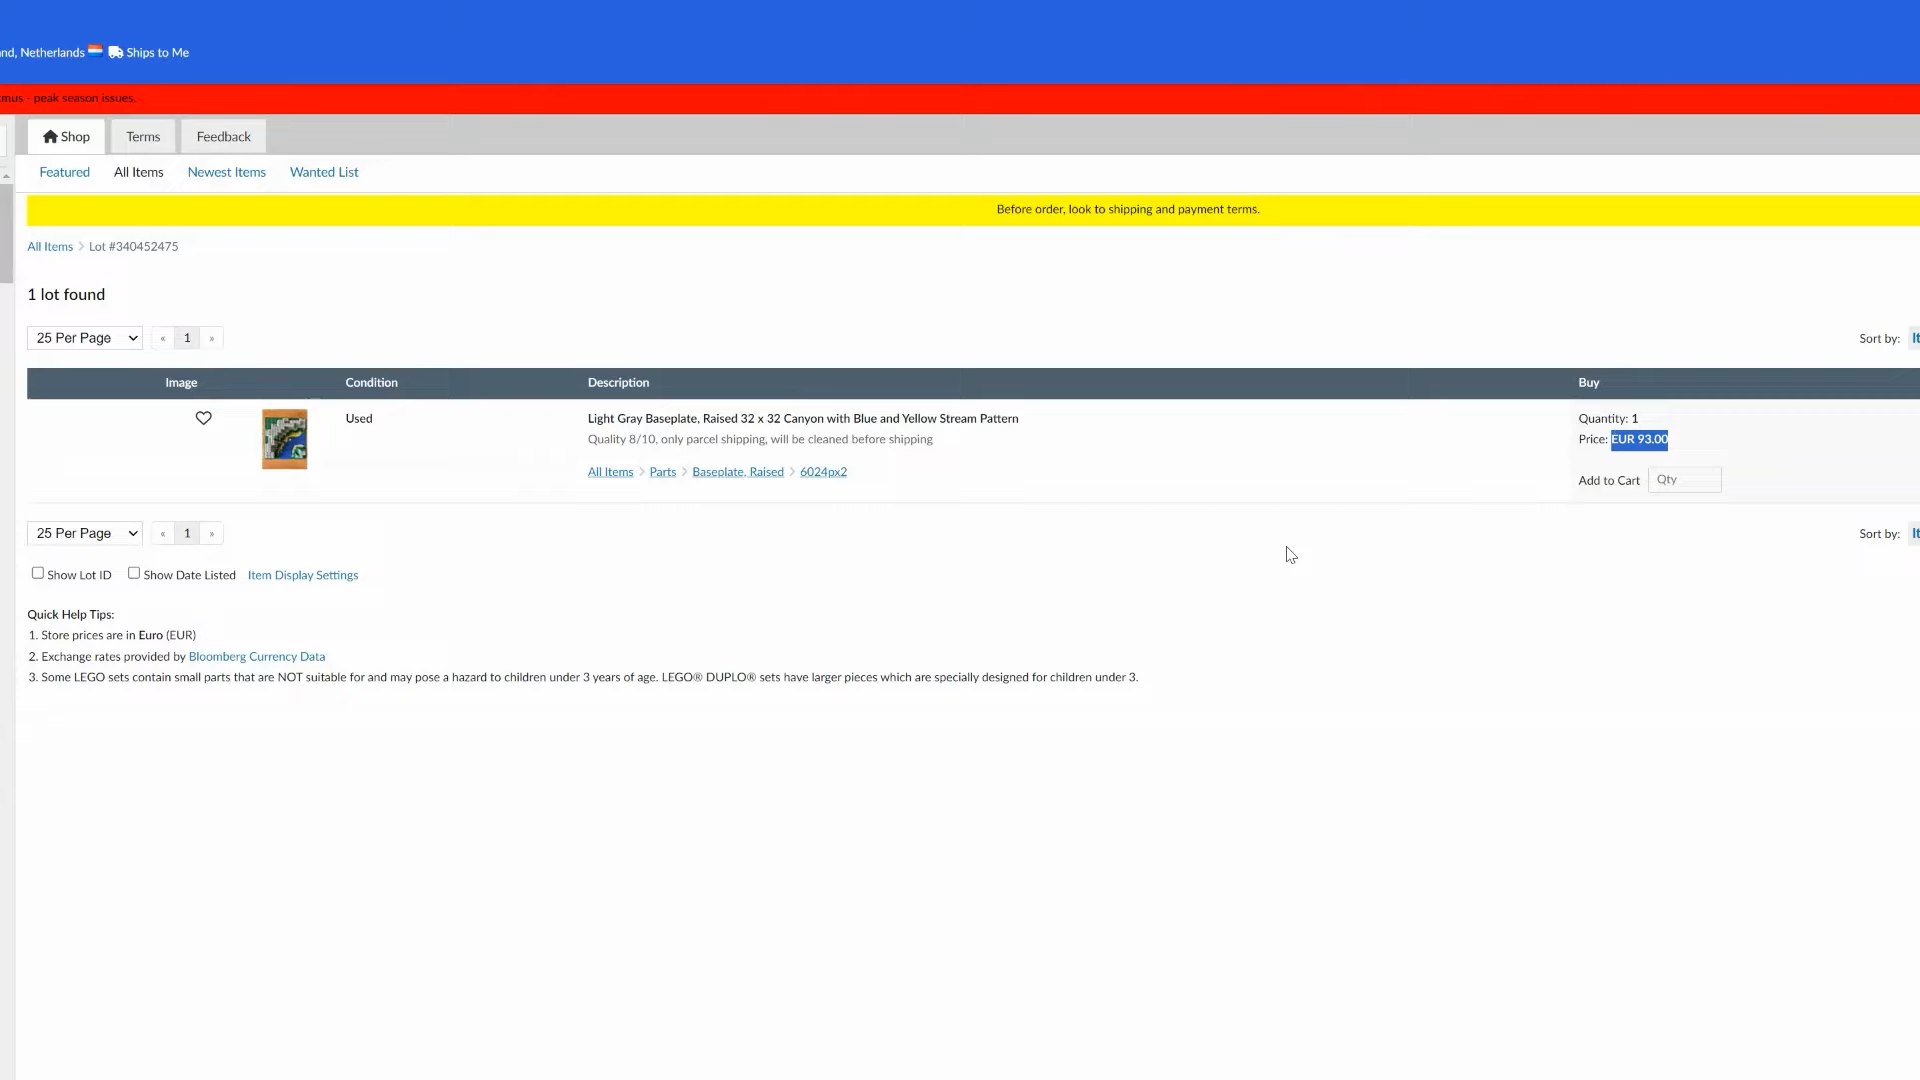 nd, Netherlands Ships to Me
mus - peak season issues.
Shop Terms Feedback
Featured All Items Newest Items Wanted List
Before order, look to shipping and payment terms.
All Items > Lot #340452475
1 lot found
25 Per Page « 1 » Sort by: It
Image Condition Description Buy
Used Light Gray Baseplate, Raised 32 x 32 Canyon with Blue and Yellow Stream Pattern Quantity: 1
Quality 8/10, only parcel shipping, will be cleaned before shipping Price: EUR 93.00
All Items > Parts > Baseplate, Raised > 6024px2
Add to Cart Qty
25 Per Page « 1 » Sort by: It
Show Lot ID Show Date Listed Item Display Settings
Quick Help Tips:
1. Store prices are in Euro (EUR)
2. Exchange rates provided by Bloomberg Currency Data
3. Some LEGO sets contain small parts that are NOT suitable for and may pose a hazard to children under 3 years of age. LEGO® DUPLO® sets have larger pieces which are specially designed for children under 3.